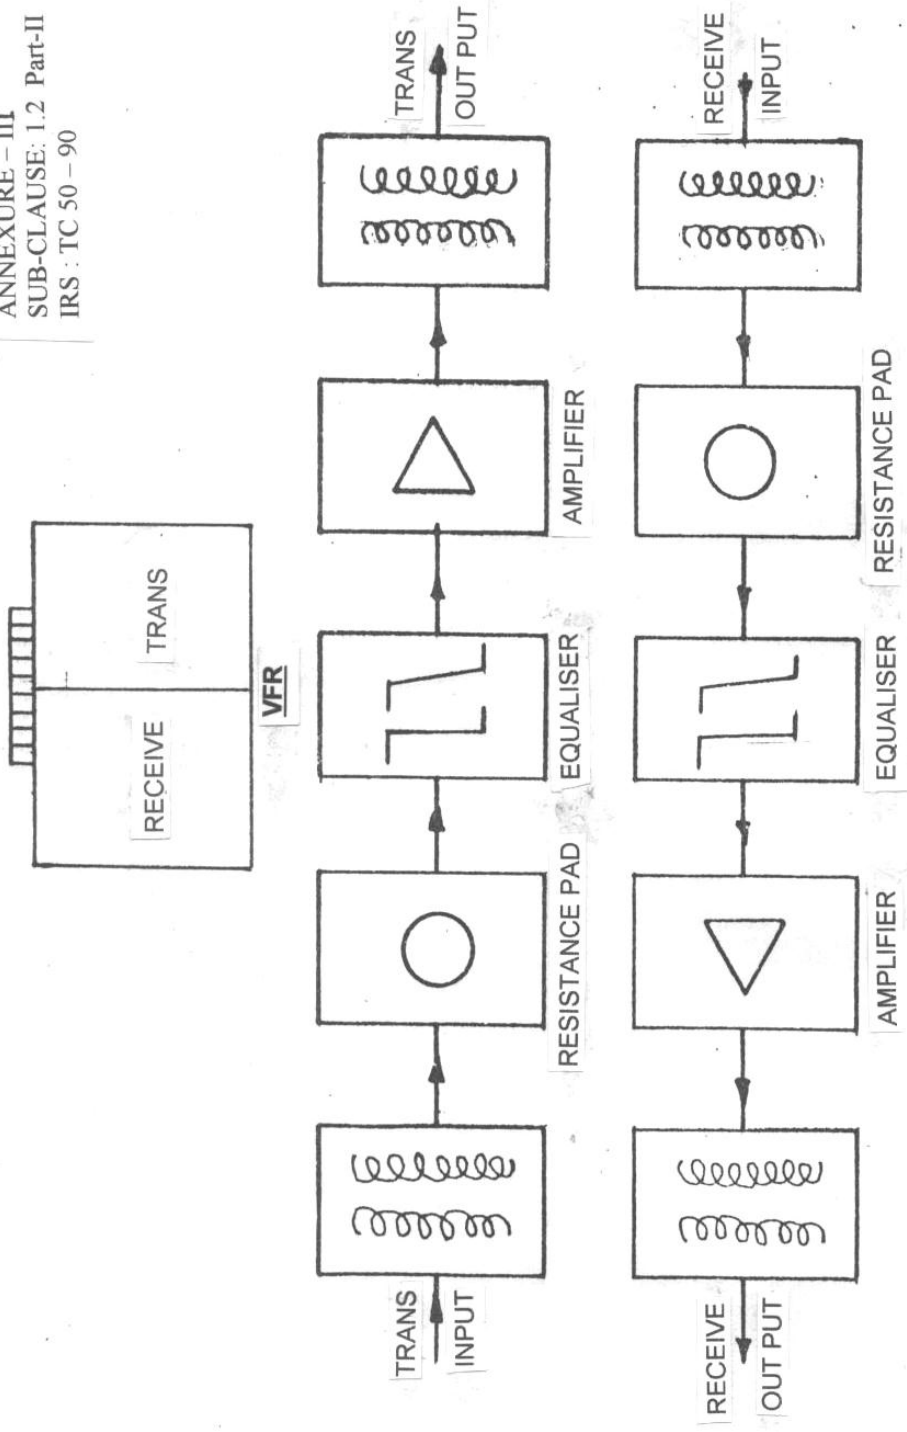 ANNEXURE – III
SUB-CLAUSE: 1.2 Part-II
IRS : TC 50 – 90
RECEIVE
TRANS
VFR
TRANS
INPUT
RESISTANCE PAD
EQUALISER
AMPLIFIER
TRANS
OUT PUT
RECEIVE
OUT PUT
AMPLIFIER
EQUALISER
RESISTANCE PAD
RECEIVE
INPUT